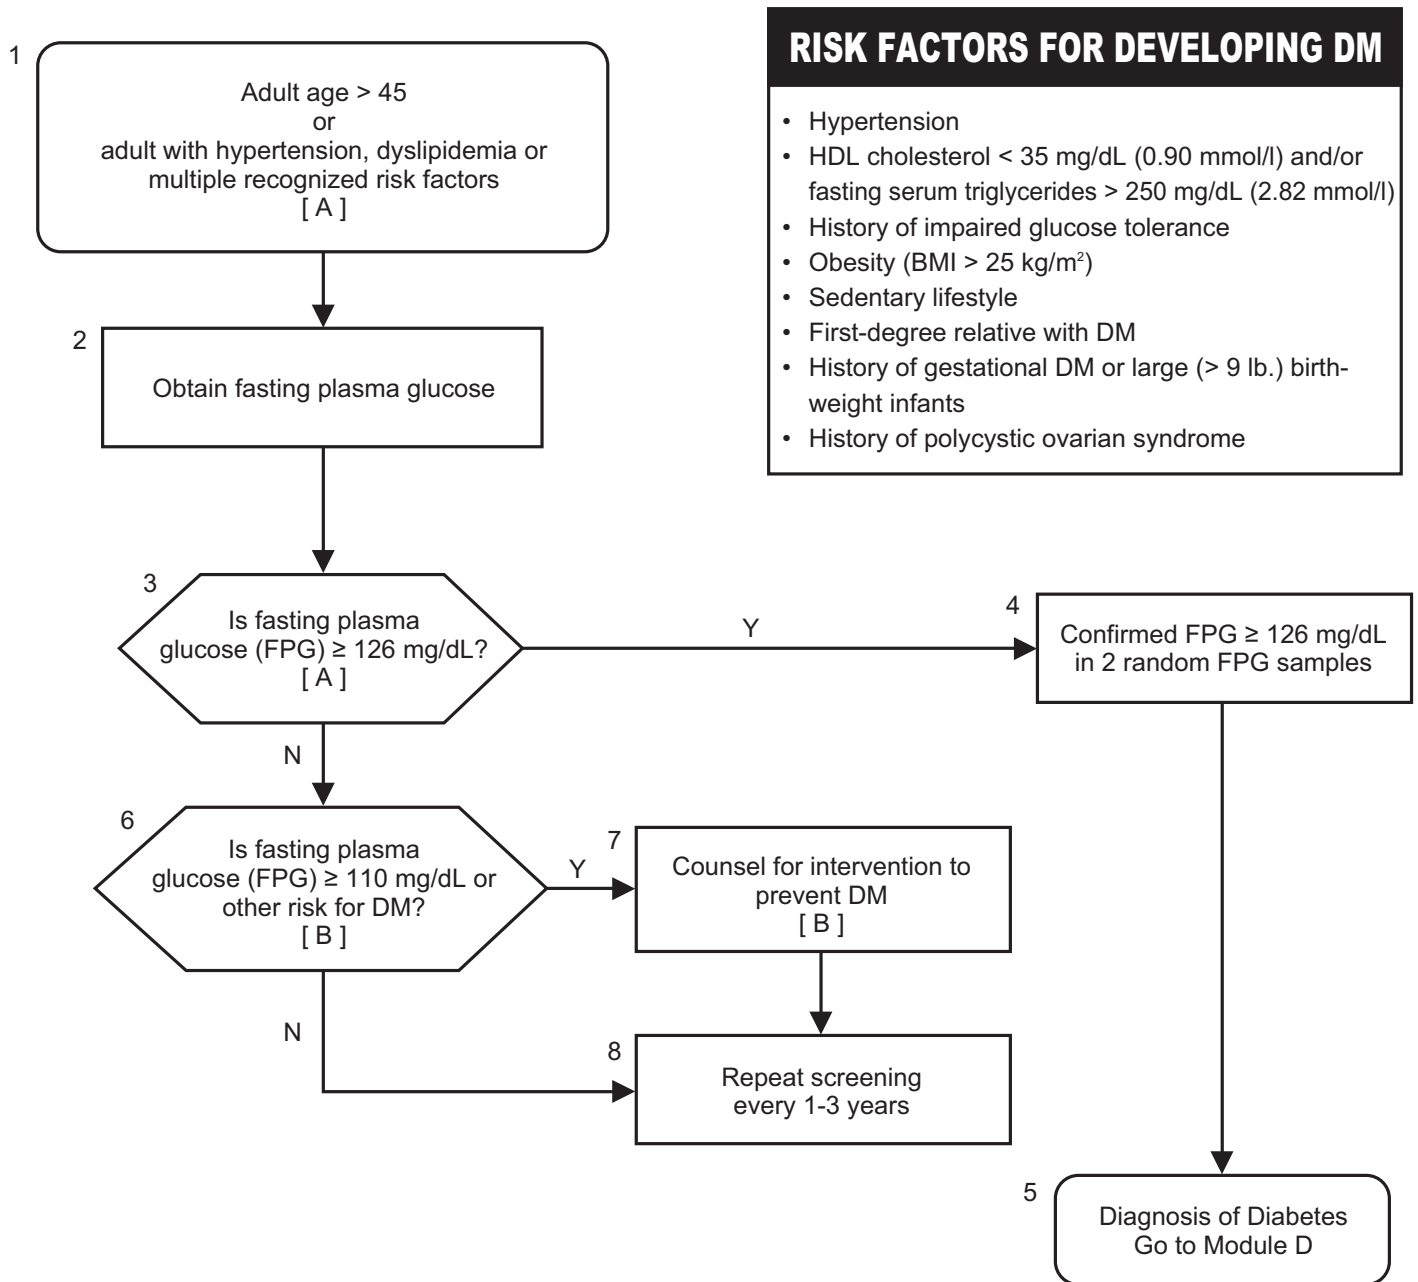 1
Adult age > 45
or
adult with hypertension, dyslipidemia or
multiple recognized risk factors
[ A ]
RISK FACTORS FOR DEVELOPING DM
• Hypertension
• HDL cholesterol < 35 mg/dL (0.90 mmol/l) and/or
fasting serum triglycerides > 250 mg/dL (2.82 mmol/l)
• History of impaired glucose tolerance
• Obesity (BMI > 25 kg/m²)
• Sedentary lifestyle
• First-degree relative with DM
• History of gestational DM or large (> 9 lb.) birth-
weight infants
• History of polycystic ovarian syndrome
2
Obtain fasting plasma glucose
3
Is fasting plasma
glucose (FPG) ≥ 126 mg/dL?
[ A ]
Y
N
4
Confirmed FPG ≥ 126 mg/dL
in 2 random FPG samples
6
Is fasting plasma
glucose (FPG) ≥ 110 mg/dL or
other risk for DM?
[ B ]
Y
N
7
Counsel for intervention to
prevent DM
[ B ]
8
Repeat screening
every 1-3 years
5
Diagnosis of Diabetes
Go to Module D